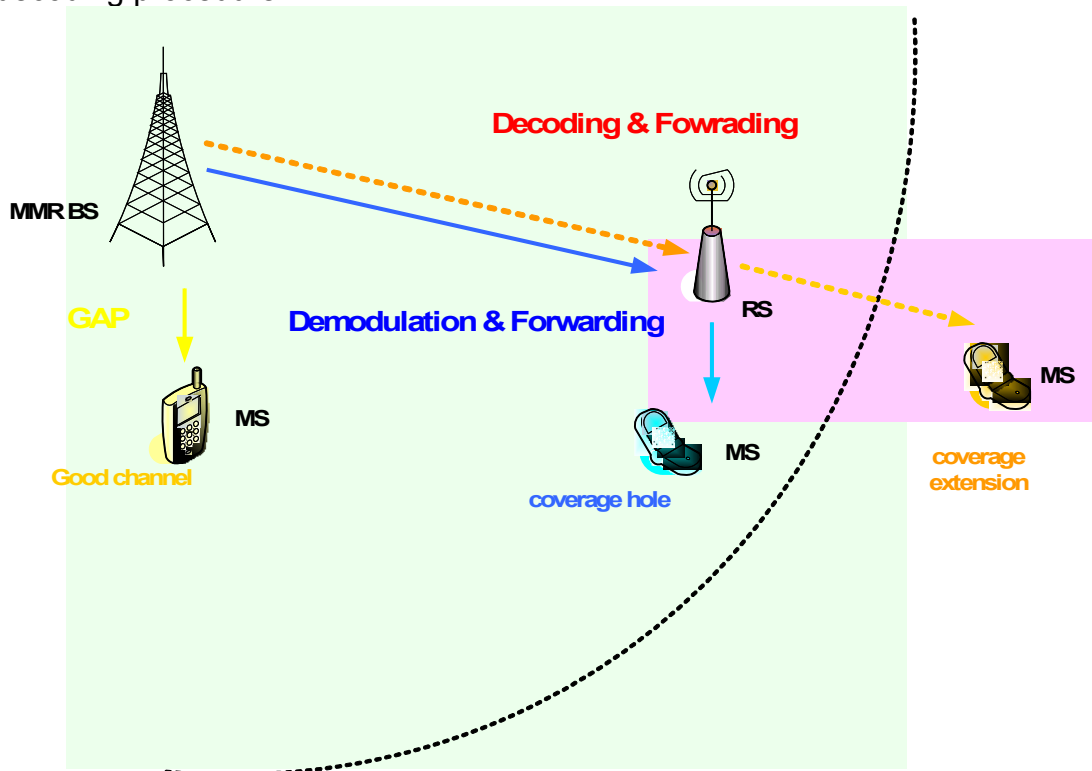 Decoding & Fowrading
MMR BS
RS
GAP
Demodulation & Forwarding
MS
MS
MS
Good channel
coverage hole
coverage
extension